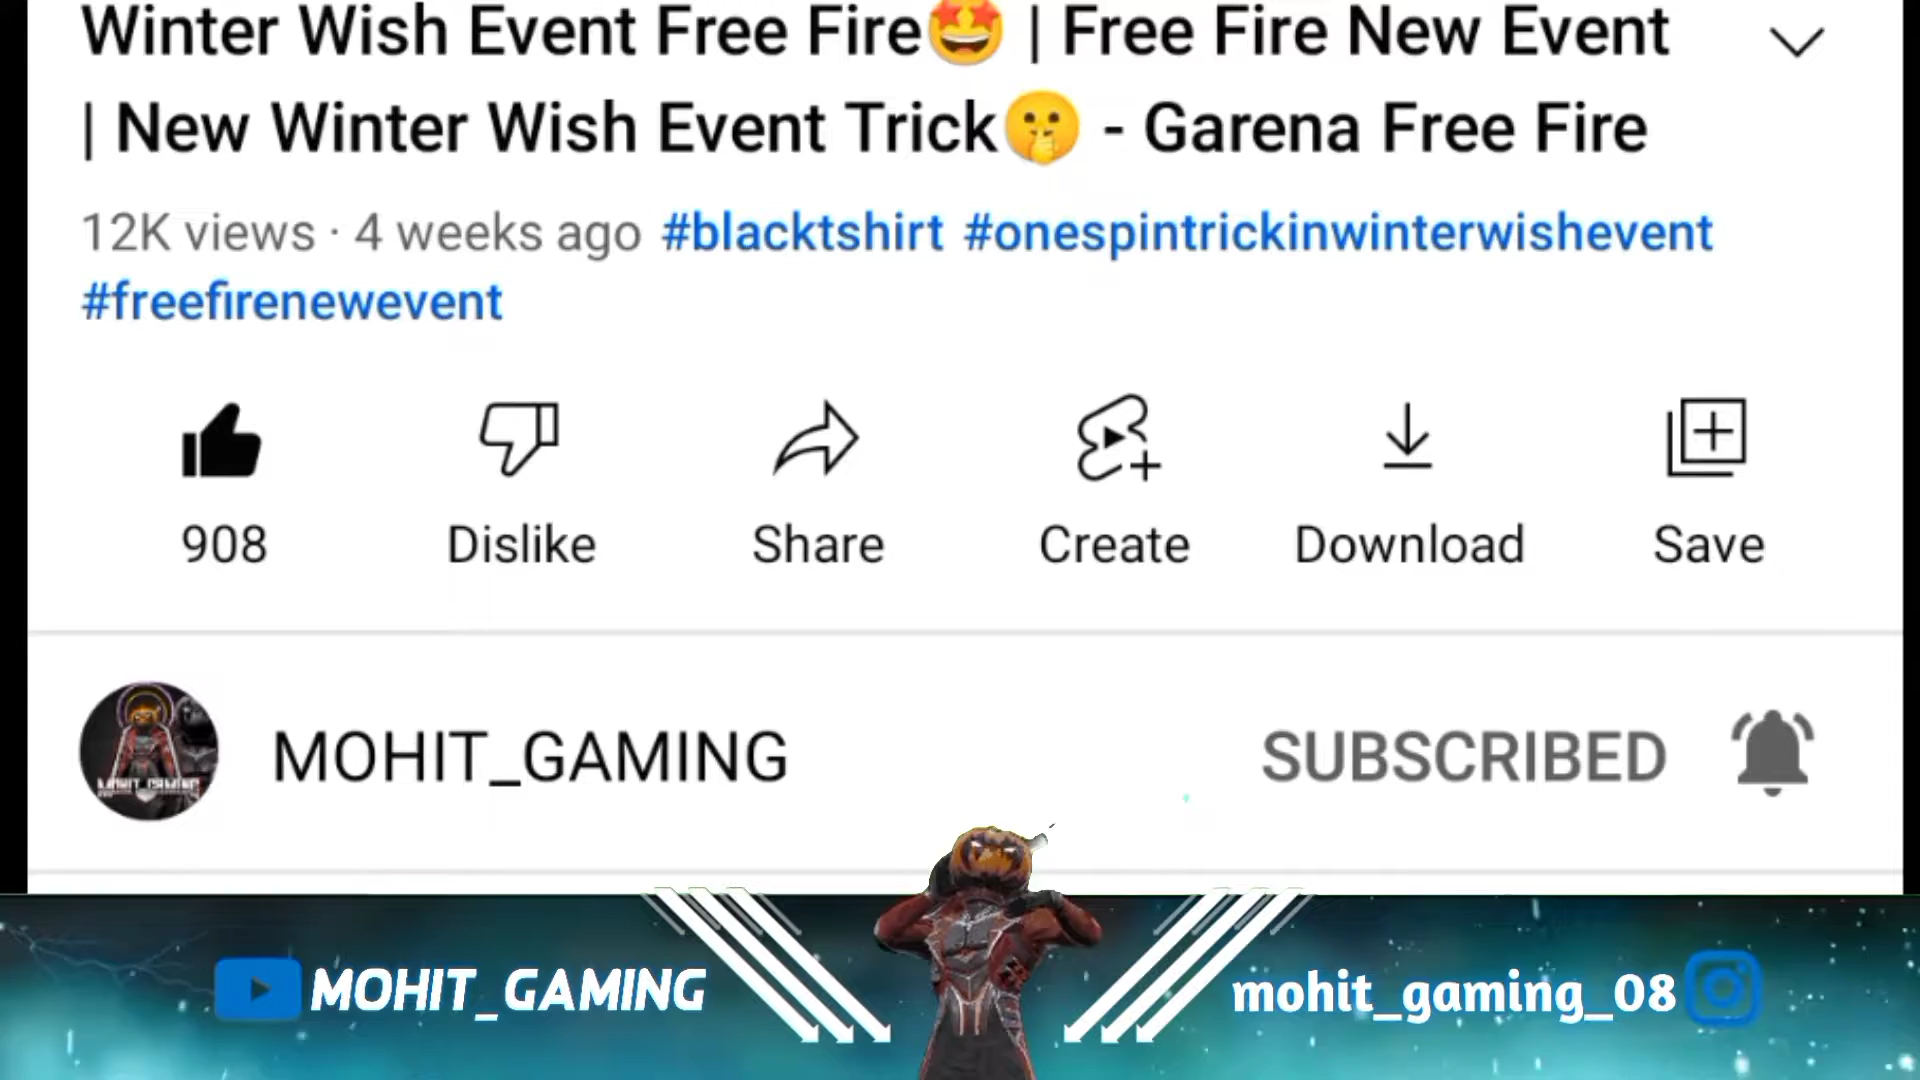 Winter Wish Event Free Fire🤩 | Free Fire New Event
| New Winter Wish Event Trick🤫 - Garena Free Fire
12K views · 4 weeks ago #blacktshirt #onespintrickinwinterwishevent
#freefirenewevent
908 Dislike Share Create Download Save
MOHIT_GAMING
MOHIT_GAMING SUBSCRIBED
MOHIT_GAMING mohit_gaming_08